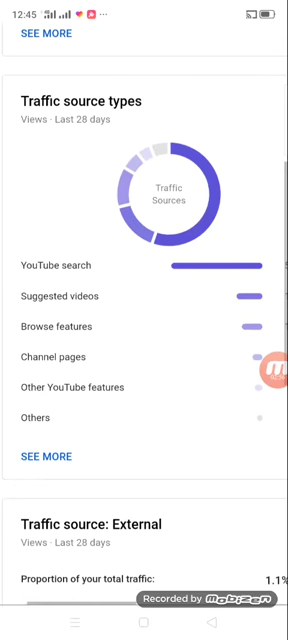 12:45
SEE MORE
Traffic source types
Views · Last 28 days
Traffic
Sources
YouTube search
Suggested videos
Browse features
Channel pages
Other YouTube features
Others
SEE MORE
Traffic source: External
Views · Last 28 days
Proportion of your total traffic: 1.1%
Recorded by mobizen